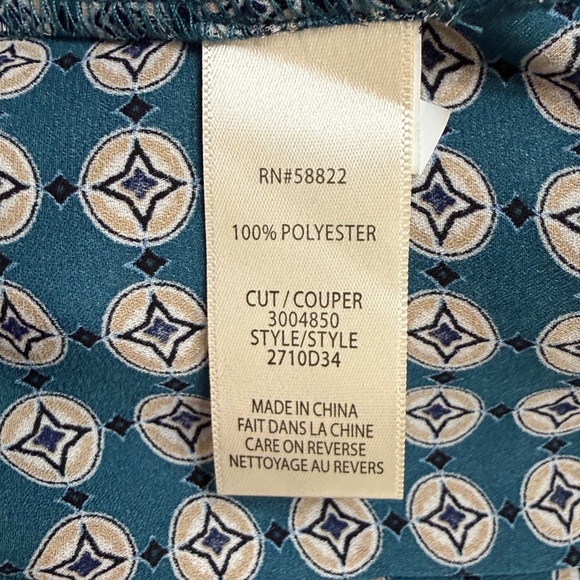 RN#58822
100% POLYESTER
CUT / COUPER
3004850
STYLE/STYLE
2710D34
MADE IN CHINA
FAIT DANS LA CHINE
CARE ON REVERSE
NETTOYAGE AU REVERS